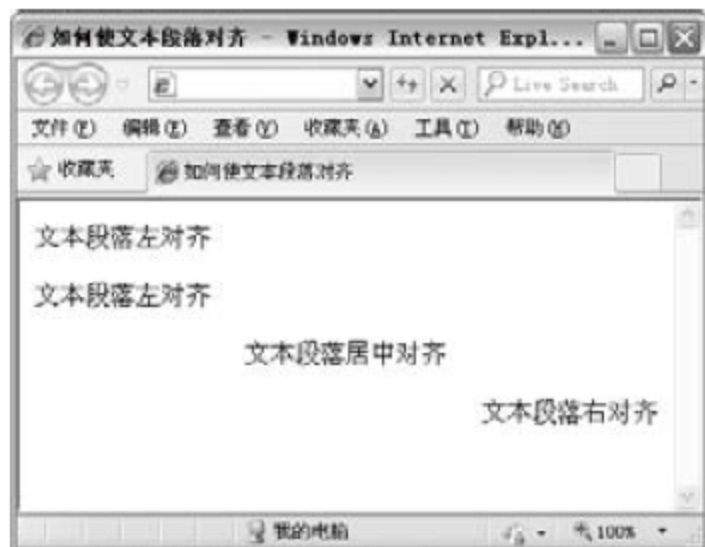 如何使文本段落对齐 - Windows Internet Expl...
Live Search
文件(F) 编辑(E) 查看(V) 收藏夹(A) 工具(T) 帮助(H)
收藏夹 如何使文本段落对齐
文本段落左对齐
文本段落左对齐
文本段落居中对齐
文本段落右对齐
我的电脑 100%